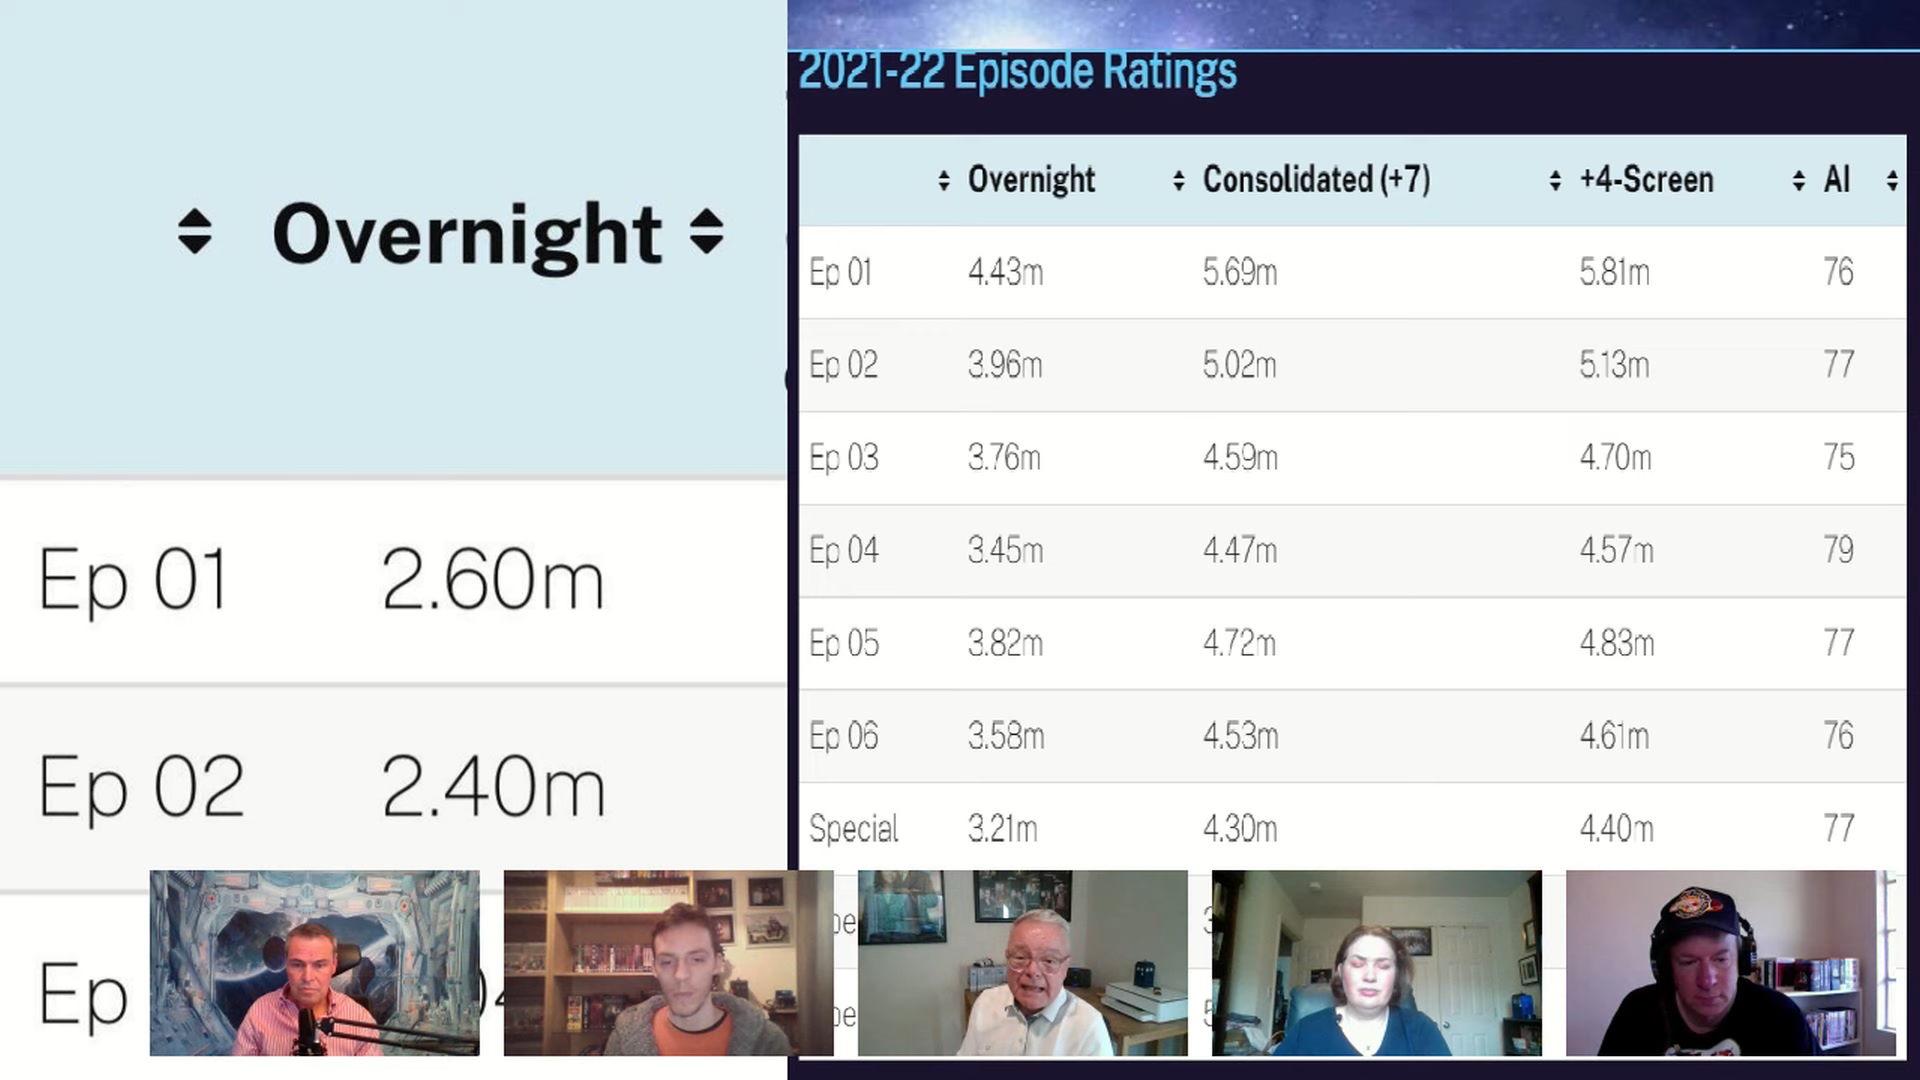 Overnight
Ep 01 2.60m
Ep 02 2.40m
Ep
2021-22 Episode Ratings
Overnight Consolidated (+7) +4-Screen AI
Ep 01 4.43m 5.69m 5.81m 76
Ep 02 3.96m 5.02m 5.13m 77
Ep 03 3.76m 4.59m 4.70m 75
Ep 04 3.45m 4.47m 4.57m 79
Ep 05 3.82m 4.72m 4.83m 77
Ep 06 3.58m 4.53m 4.61m 76
Special 3.21m 4.30m 4.40m 77